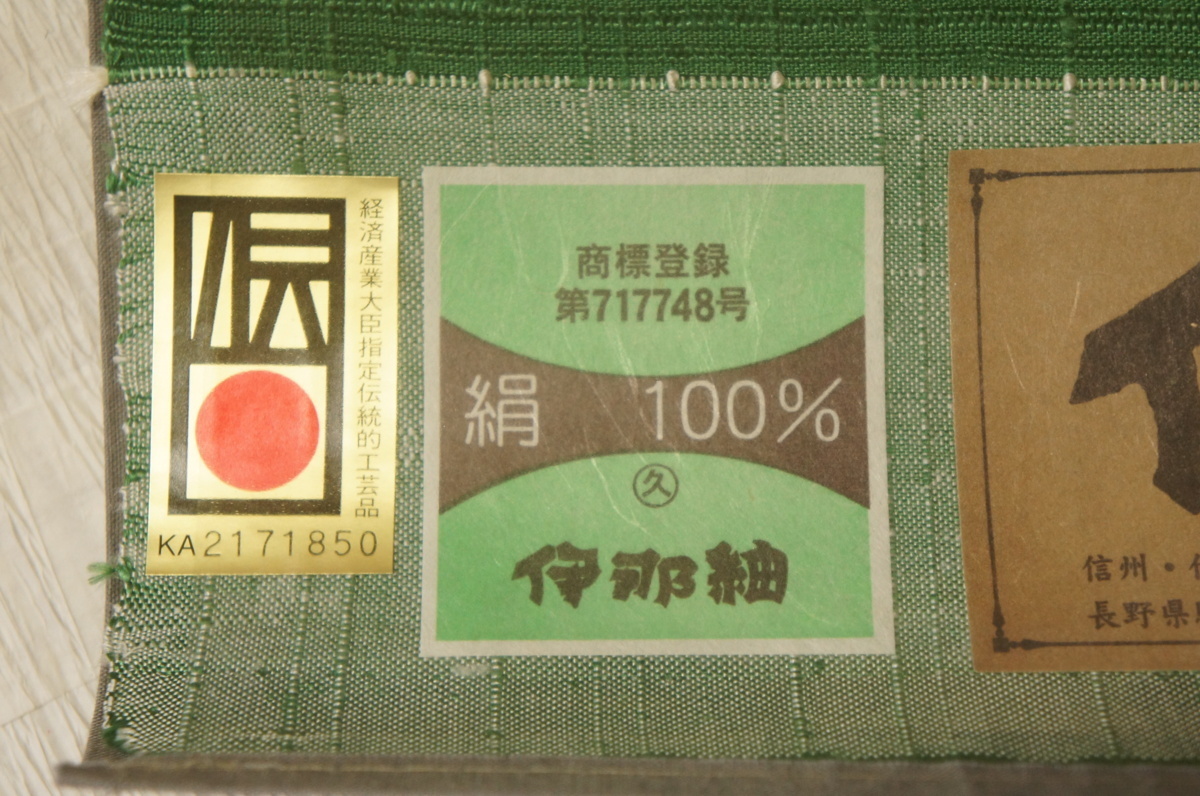 伝
経済産業大臣指定伝統的工芸品
KA2171850
商標登録
第717748号
絹 100%
久
伊那紬
信州・
長野県